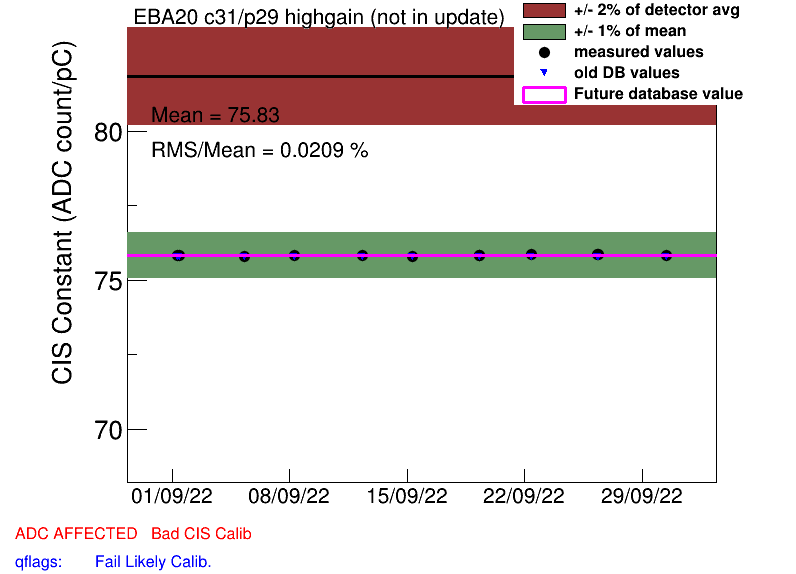 EBA20 c31/p29 highgain (not in update)
+/- 2% of detector avg
+/- 1% of mean
measured values
old DB values
Future database value
Mean = 75.83
RMS/Mean = 0.0209 %
CIS Constant (ADC count/pC)
80
75
70
01/09/22 08/09/22 15/09/22 22/09/22 29/09/22
ADC AFFECTED Bad CIS Calib
qflags: Fail Likely Calib.